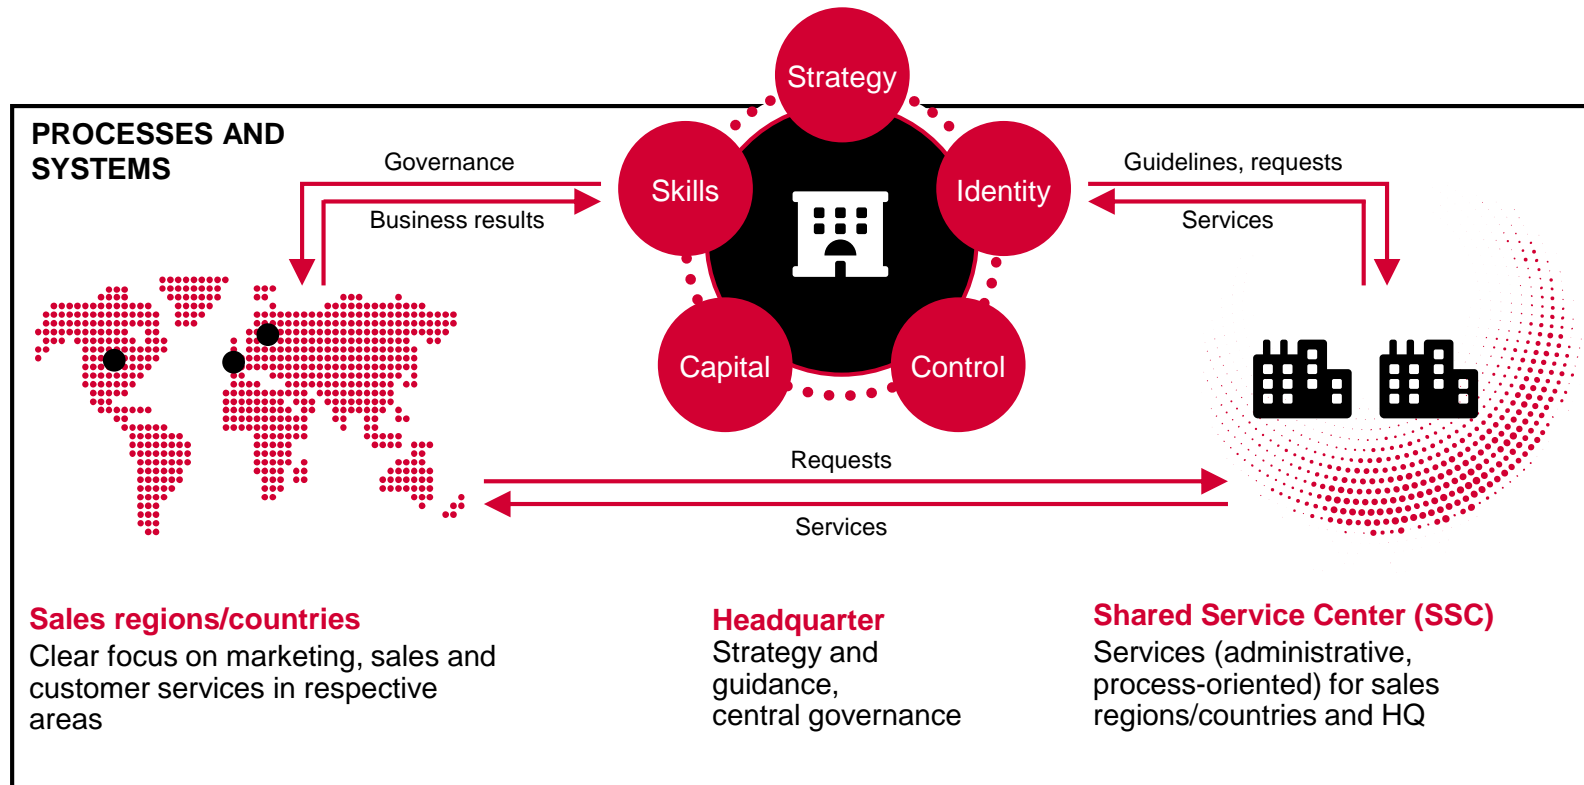 Strategy
PROCESSES AND
SYSTEMS
Governance
Business results
Skills
Identity
Guidelines, requests
Services
Capital
Control
Requests
Services
Sales regions/countries
Clear focus on marketing, sales and
customer services in respective
areas
Headquarter
Strategy and
guidance,
central governance
Shared Service Center (SSC)
Services (administrative,
process-oriented) for sales
regions/countries and HQ